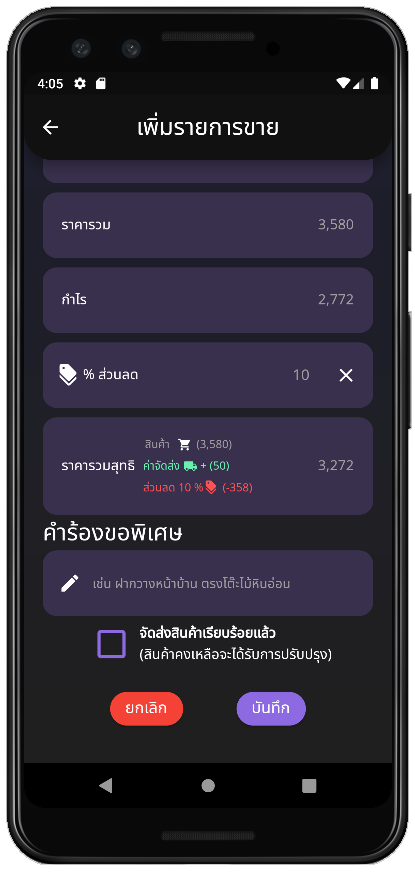 4:05
เพิ่มรายการขาย
ราคารวม 3,580
กำไร 2,772
% ส่วนลด 10
สินค้า (3,580)
ราคารวมสุทธิ ค่าจัดส่ง + (50) 3,272
ส่วนลด 10 % (-358)
คำร้องขอพิเศษ
เช่น ฝากวางหน้าบ้าน ตรงโต๊ะไม้หินอ่อน
จัดส่งสินค้าเรียบร้อยแล้ว
(สินค้าคงเหลือจะได้รับการปรับปรุง)
ยกเลิก บันทึก